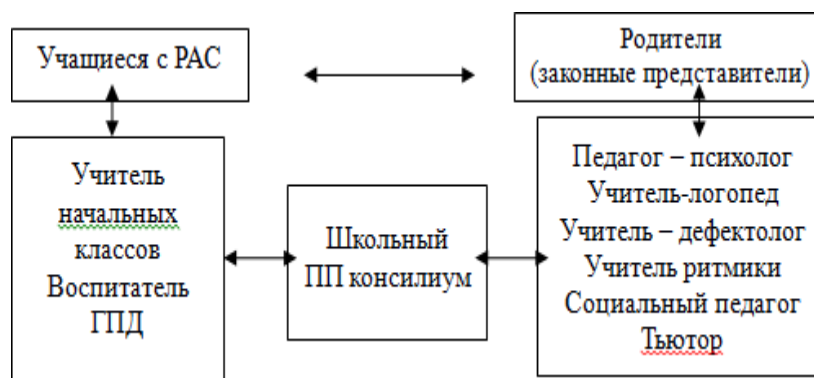 Учащиеся с РАС
Родители
(законные представители)
Учитель
начальных
классов
Воспитатель
ГПД
Школьный
ПП консилиум
Педагог – психолог
Учитель-логопед
Учитель – дефектолог
Учитель ритмики
Социальный педагог
Тьютор